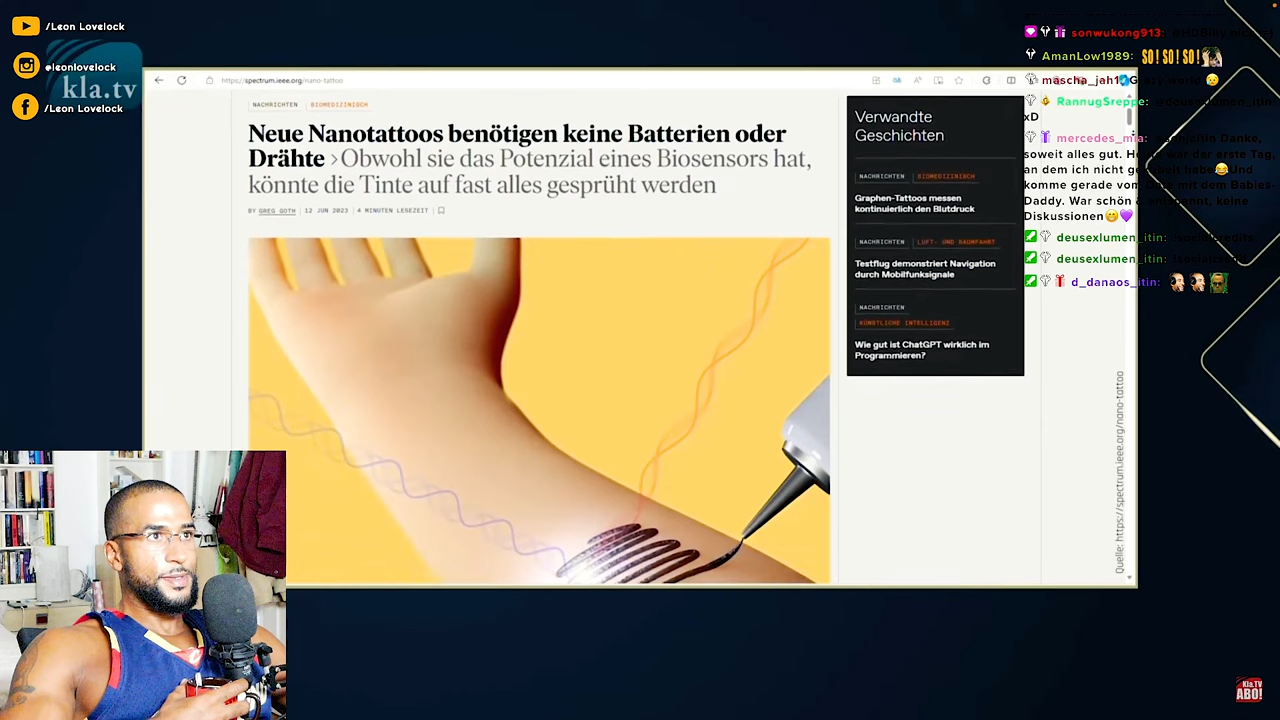 /Leon Lovelock
@leonlovelock
/Leon Lovelock
kla.tv
https://spectrum.ieee.org/nano-tattoo
NACHRICHTEN | BIOMEDIZINISCH
Neue Nanotattoos benötigen keine Batterien oder
Drähte > Obwohl sie das Potenzial eines Biosensors hat,
könnte die Tinte auf fast alles gesprüht werden
BY GREG GOTH | 12 JUN 2023 | 4 MINUTEN LESEZEIT
Verwandte
Geschichten
NACHRICHTEN | BIOMEDIZINISCH
Graphen-Tattoos messen
kontinuierlich den Blutdruck
NACHRICHTEN | LUFT- UND RAUMFAHRT
Testflug demonstriert Navigation
durch Mobilfunksignale
NACHRICHTEN
KÜNSTLICHE INTELLIGENZ
Wie gut ist ChatGPT wirklich im
Programmieren?
sonwukong913:
AmanLow1989: SO! SO! SO!
mascha_jah1
RannugSreppe: @deusexlumen_itin
xD
mercedes_mia: Danke,
soweit alles gut. war der erste Tag,
an dem ich nicht Und
komme gerade vom mit dem Babies-
Daddy. War schön & entspannt, keine
Diskussionen
deusexlumen_itin:
deusexlumen_itin:
d_danaos_itin:
Quelle: https://spectrum.ieee.org/nano-tattoo
Kla.TV
ABO!